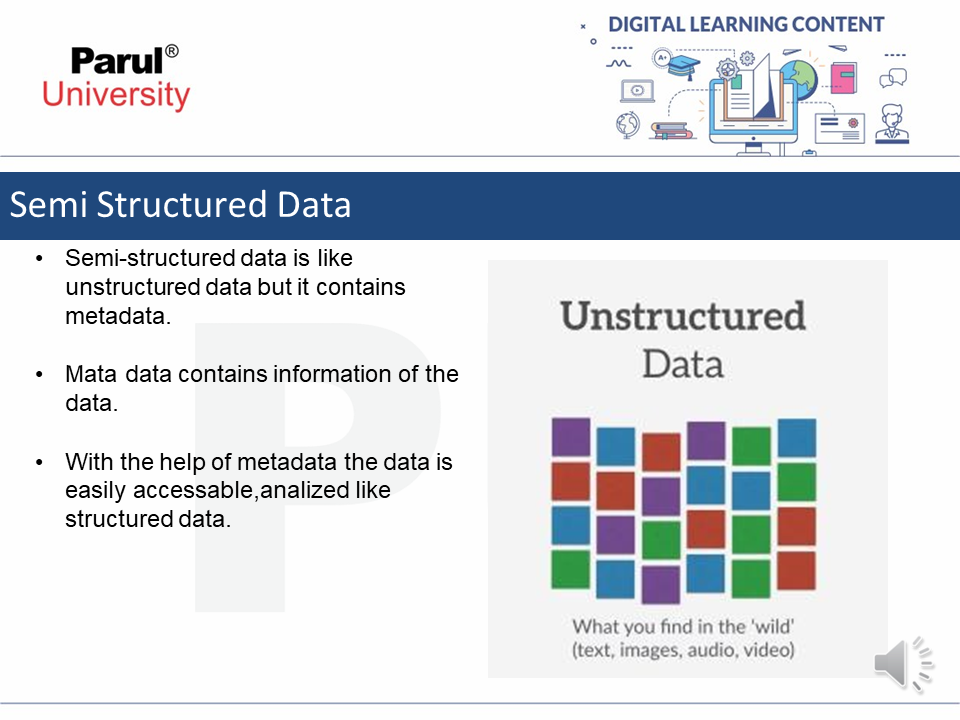 DIGITAL LEARNING CONTENT
A+
Parul®
University
Semi Structured Data
• Semi-structured data is like
unstructured data but it contains
metadata.
• Mata data contains information of the
data.
• With the help of metadata the data is
easily accessable,analized like
structured data.
Unstructured
Data
What you find in the 'wild'
(text, images, audio, video)
P